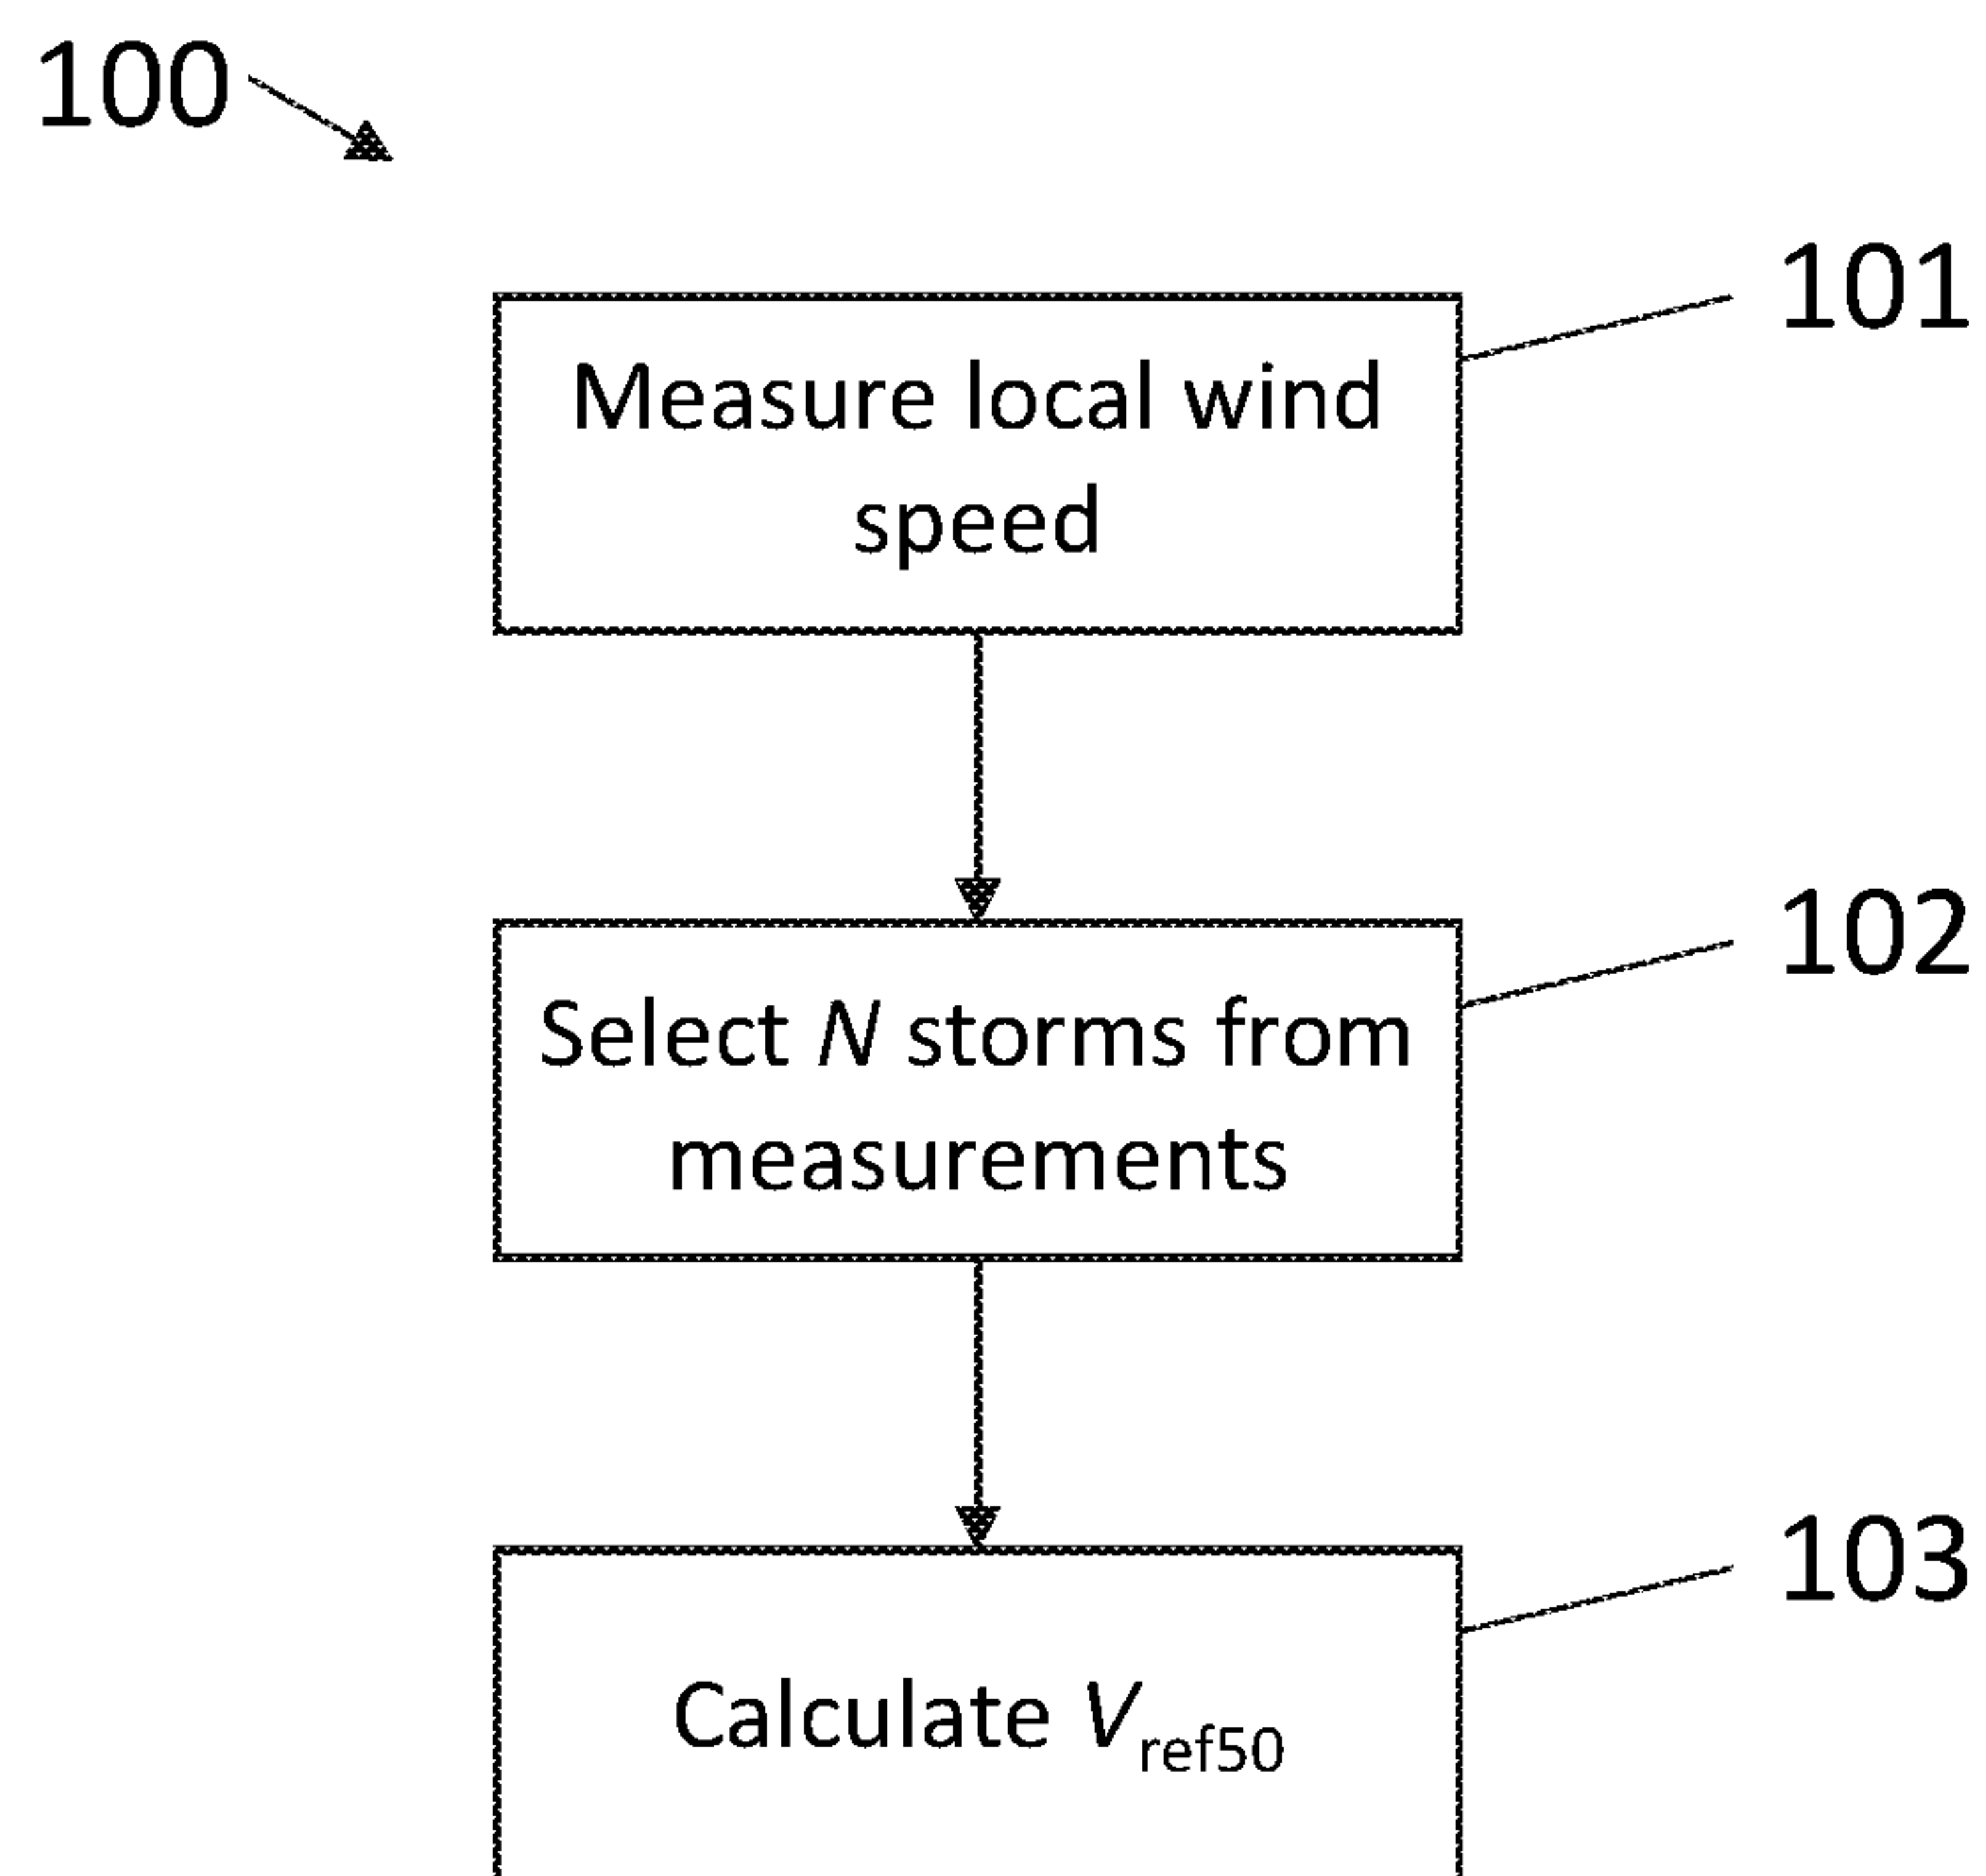 100
101
Measure local wind
speed
102
Select N storms from
measurements
103
Calculate Vref50